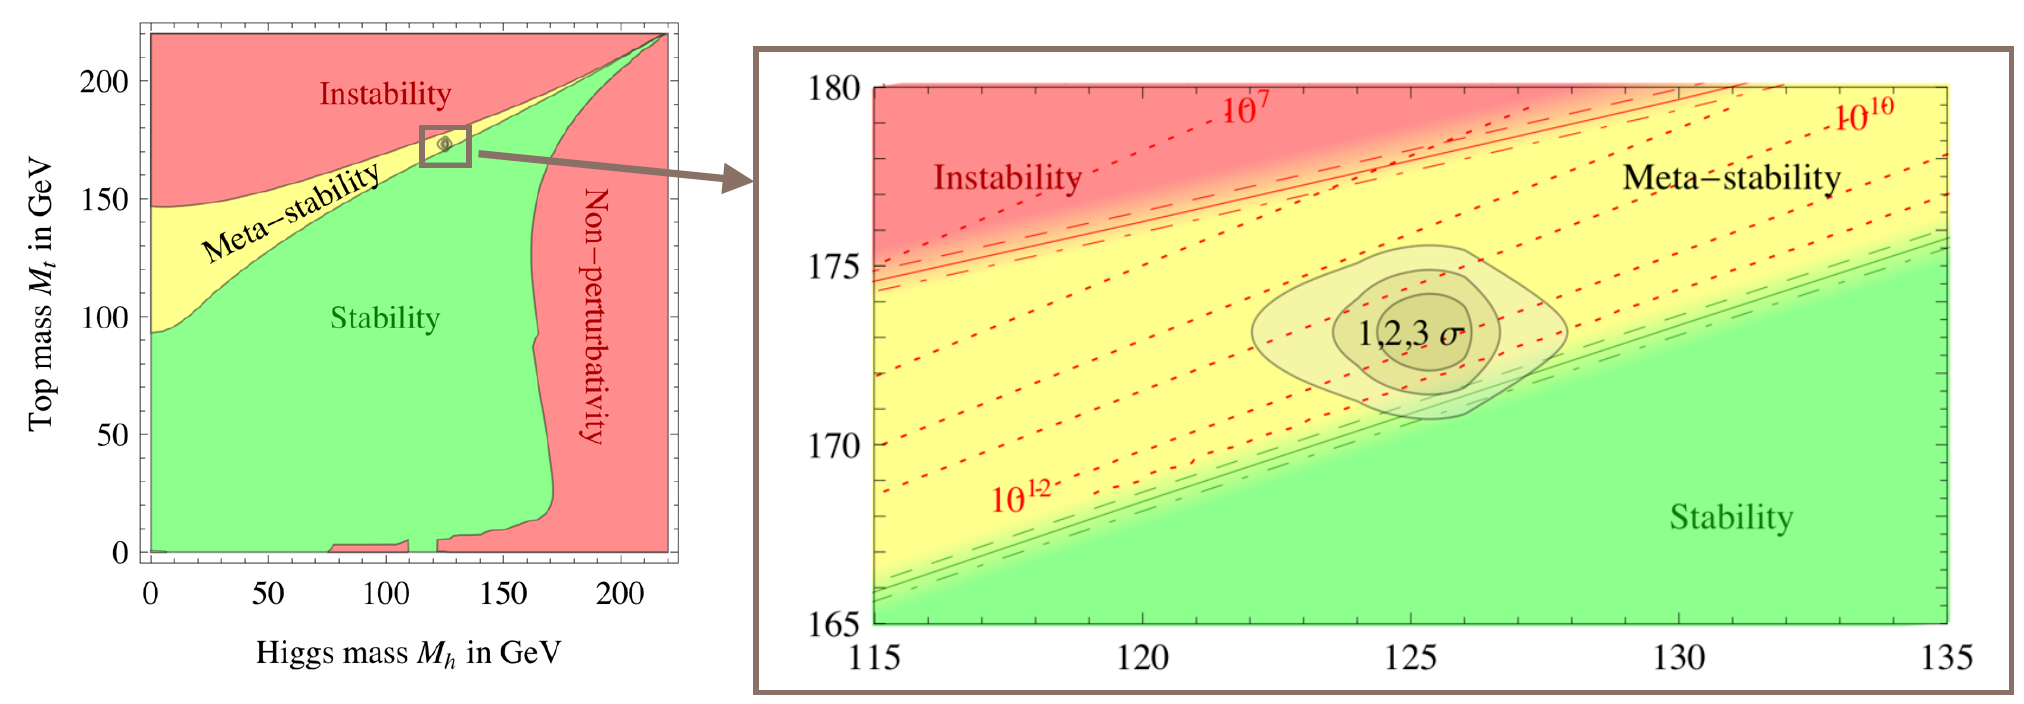 200
150
100
50
0
0 50 100 150 200
Top mass Mt in GeV
Higgs mass Mh in GeV
Instability
Meta–stability
Stability
Non–perturbativity
180
175
170
165
115 120 125 130 135
10^7
10^10
Instability
Meta–stability
1,2,3 σ
10^12
Stability